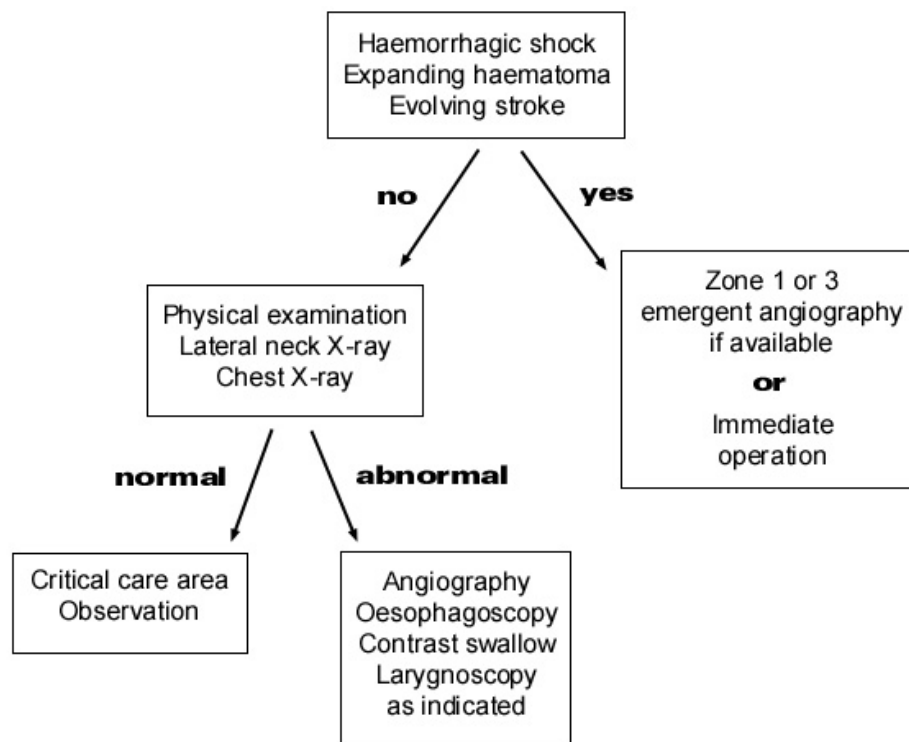 Haemorrhagic shock
Expanding haematoma
Evolving stroke
no
yes
Physical examination
Lateral neck X-ray
Chest X-ray
Zone 1 or 3
emergent angiography
if available
or
Immediate
operation
normal
abnormal
Critical care area
Observation
Angiography
Oesophagoscopy
Contrast swallow
Larygnoscopy
as indicated